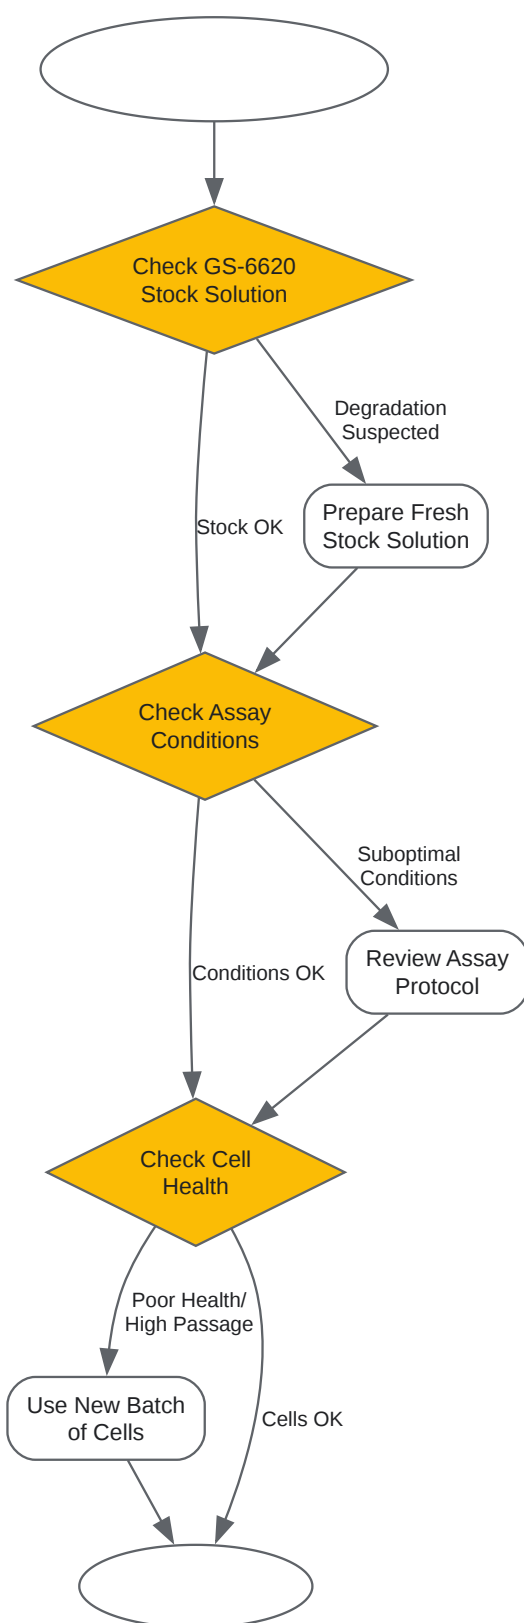 Check GS-6620
Stock Solution
Degradation
Suspected
Prepare Fresh
Stock Solution
Stock OK
Check Assay
Conditions
Suboptimal
Conditions
Review Assay
Protocol
Conditions OK
Check Cell
Health
Poor Health/
High Passage
Use New Batch
of Cells
Cells OK